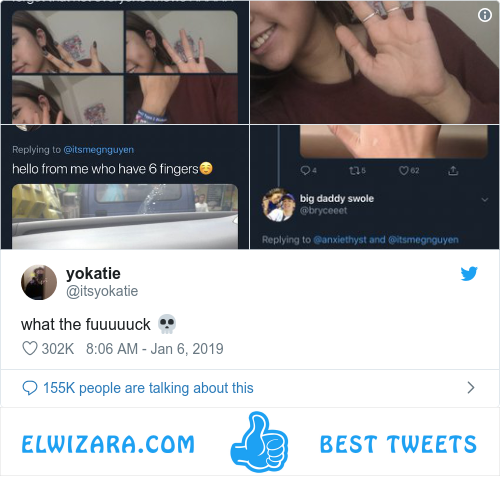 Replying to @itsmegnguyen
hello from me who have 6 fingers☺️
4 5 62
big daddy swole
@bryceeet
Replying to @anxiethyst and @itsmegnguyen
yokatie
@itsyokatie
what the fuuuuuck 💀
302K 8:06 AM - Jan 6, 2019
155K people are talking about this
ELWIZARA.COM BEST TWEETS